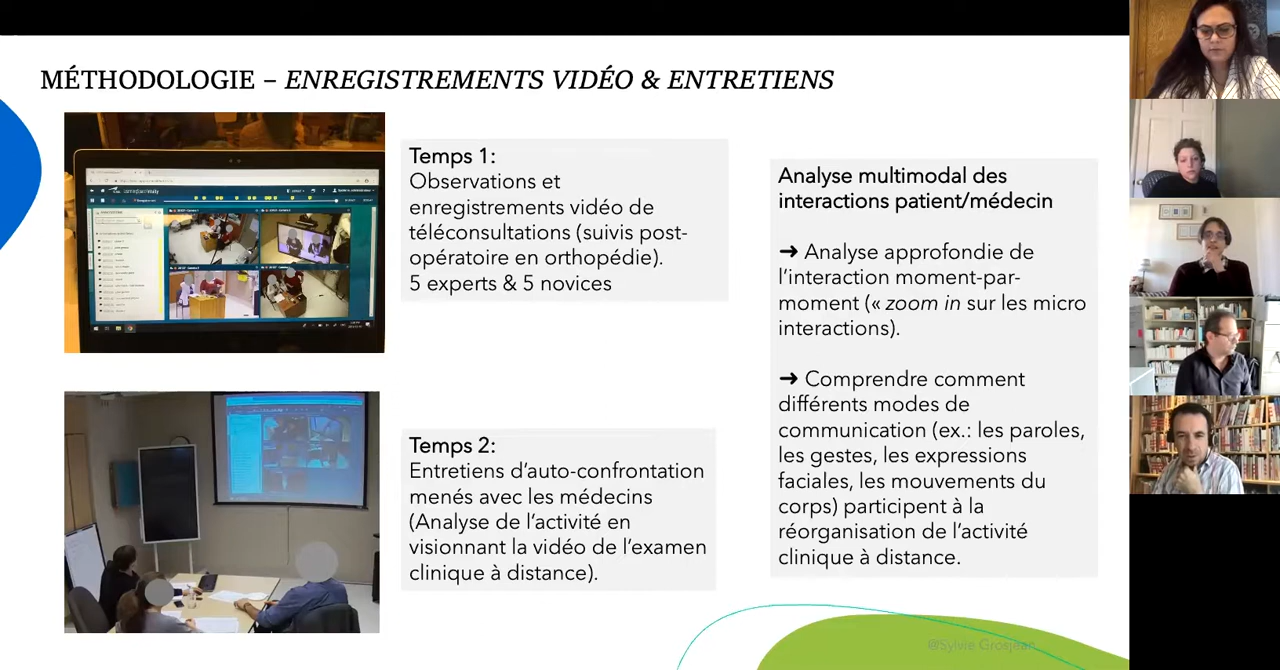 MÉTHODOLOGIE – ENREGISTREMENTS VIDÉO & ENTRETIENS
Temps 1:
Observations et
enregistrements vidéo de
téléconsultations (suivis post-
opératoire en orthopédie).
5 experts & 5 novices
Temps 2:
Entretiens d’auto-confrontation
menés avec les médecins
(Analyse de l’activité en
visionnant la vidéo de l’examen
clinique à distance).
Analyse multimodal des
interactions patient/médecin
➜ Analyse approfondie de
l’interaction moment-par-
moment (« zoom in sur les micro
interactions).
➜ Comprendre comment
différents modes de
communication (ex.: les paroles,
les gestes, les expressions
faciales, les mouvements du
corps) participent à la
réorganisation de l’activité
clinique à distance.
@Sylvie Grosjean